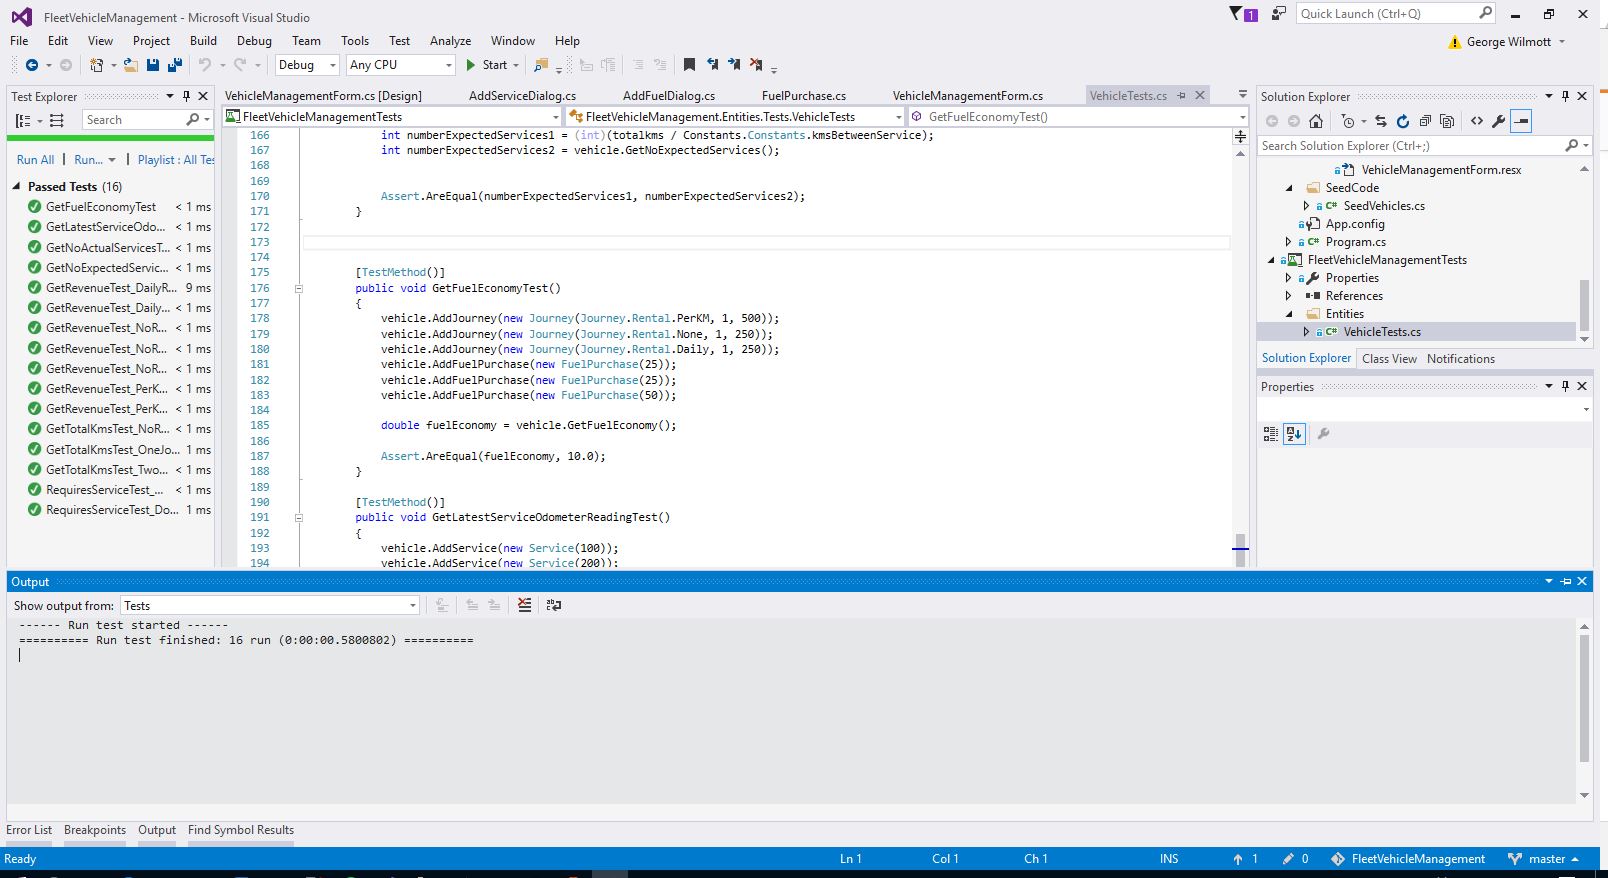 FleetVehicleManagement - Microsoft Visual Studio
1
Quick Launch (Ctrl+Q)
File Edit View Project Build Debug Team Tools Test Analyze Window Help
George Wilmott
Debug Any CPU Start
Test Explorer
Search
Run All | Run... | Playlist : All Tes
Passed Tests (16)
GetFuelEconomyTest < 1 ms
GetLatestServiceOdo... < 1 ms
GetNoActualServicesT... < 1 ms
GetNoExpectedServic... < 1 ms
GetRevenueTest_DailyR... 9 ms
GetRevenueTest_Daily... < 1 ms
GetRevenueTest_NoR... < 1 ms
GetRevenueTest_NoR... < 1 ms
GetRevenueTest_NoR... < 1 ms
GetRevenueTest_PerK... < 1 ms
GetRevenueTest_PerK... < 1 ms
GetTotalKmsTest_NoR... < 1 ms
GetTotalKmsTest_OneJo... 1 ms
GetTotalKmsTest_Two... < 1 ms
RequiresServiceTest_... < 1 ms
RequiresServiceTest_Do... 1 ms
VehicleManagementForm.cs [Design] AddServiceDialog.cs AddFuelDialog.cs FuelPurchase.cs VehicleManagementForm.cs VehicleTests.cs
FleetVehicleManagementTests FleetVehicleManagement.Entities.Tests.VehicleTests GetFuelEconomyTest()
166 int numberExpectedServices1 = (int)(totalkms / Constants.Constants.kmsBetweenService);
167 int numberExpectedServices2 = vehicle.GetNoExpectedServices();
168
169
170 Assert.AreEqual(numberExpectedServices1, numberExpectedServices2);
171 }
172
173
174
175 [TestMethod()]
176 public void GetFuelEconomyTest()
177 {
178 vehicle.AddJourney(new Journey(Journey.Rental.PerKM, 1, 500));
179 vehicle.AddJourney(new Journey(Journey.Rental.None, 1, 250));
180 vehicle.AddJourney(new Journey(Journey.Rental.Daily, 1, 250));
181 vehicle.AddFuelPurchase(new FuelPurchase(25));
182 vehicle.AddFuelPurchase(new FuelPurchase(25));
183 vehicle.AddFuelPurchase(new FuelPurchase(50));
184
185 double fuelEconomy = vehicle.GetFuelEconomy();
186
187 Assert.AreEqual(fuelEconomy, 10.0);
188 }
189
190 [TestMethod()]
191 public void GetLatestServiceOdometerReadingTest()
192 {
193 vehicle.AddService(new Service(100));
194 vehicle.AddService(new Service(200));
Solution Explorer
Search Solution Explorer (Ctrl+;)
VehicleManagementForm.resx
SeedCode
C# SeedVehicles.cs
App.config
C# Program.cs
FleetVehicleManagementTests
Properties
References
Entities
C# VehicleTests.cs
Solution Explorer Class View Notifications
Properties
Output
Show output from: Tests
------ Run test started ------
========== Run test finished: 16 run (0:00:00.5800802) ==========
Error List Breakpoints Output Find Symbol Results
Ready Ln 1 Col 1 Ch 1 INS 1 0 FleetVehicleManagement master